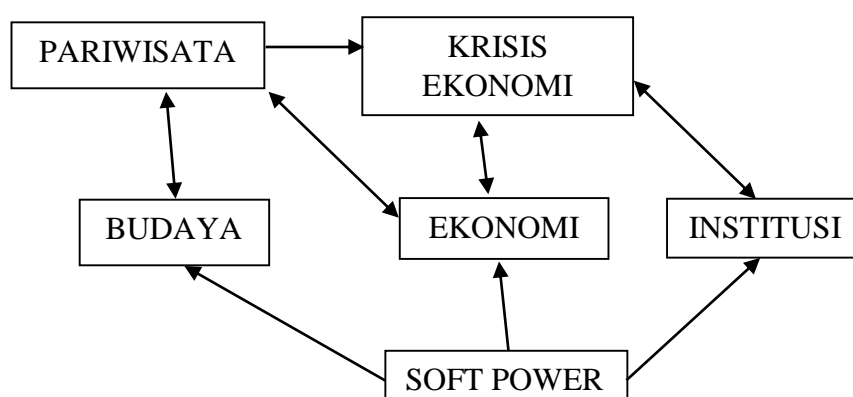 PARIWISATA
KRISIS
EKONOMI
BUDAYA
EKONOMI
INSTITUSI
SOFT POWER